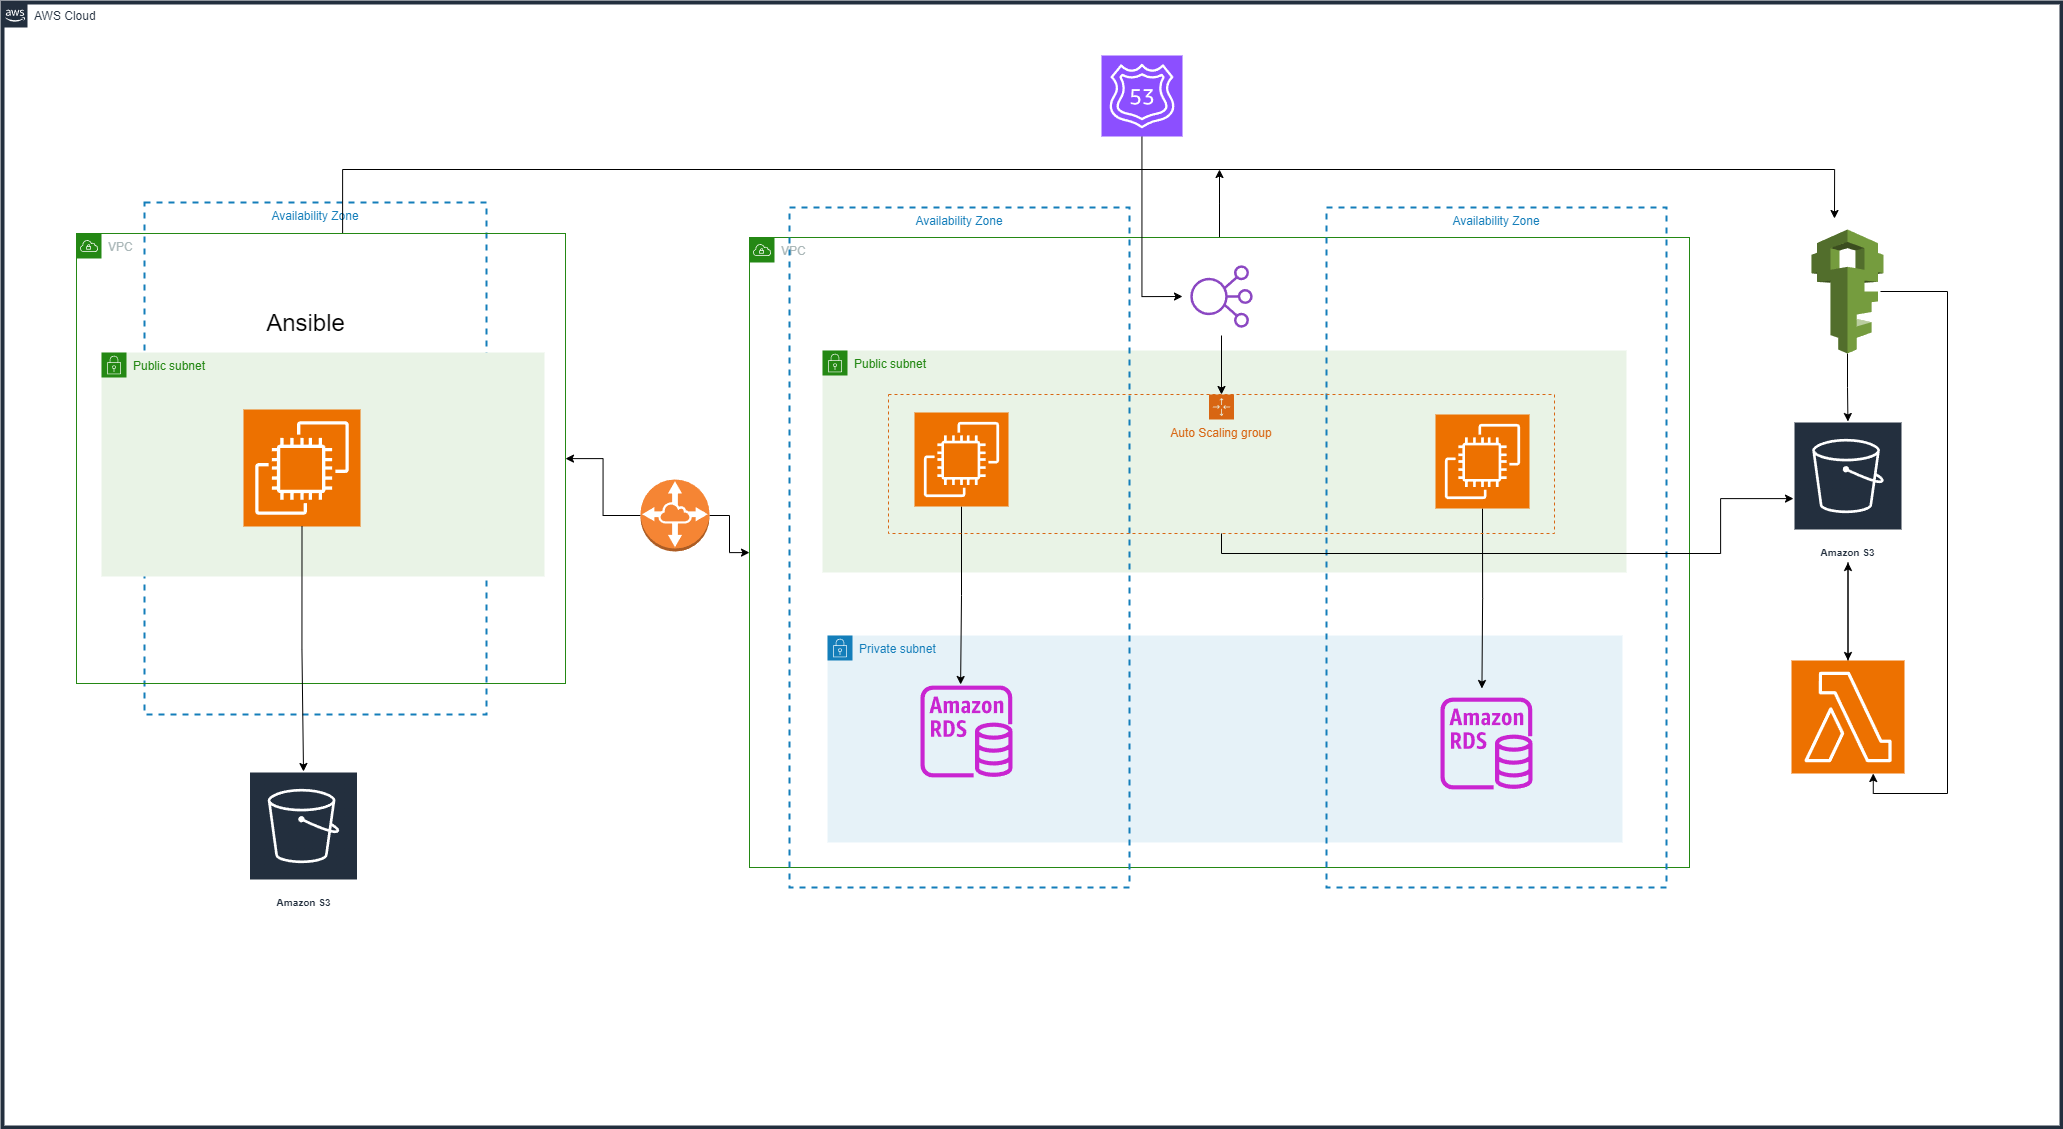 aws
AWS Cloud
53
Availability Zone
VPC
Ansible
Public subnet
Amazon S3
Availability Zone
Availability Zone
VPC
Public subnet
Auto Scaling group
Private subnet
Amazon
RDS
Amazon
RDS
Amazon S3